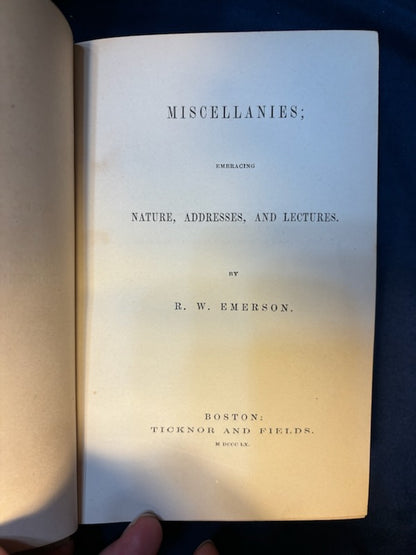 MISCELLANIES;
EMBRACING
NATURE, ADDRESSES, AND LECTURES.
BY
R. W. EMERSON.
BOSTON:
TICKNOR AND FIELDS.
M DCCC LX.